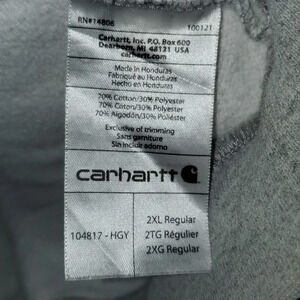 RN#14806 100121
Carhartt, Inc. P.O. Box 600
Dearborn, MI 48121 USA
carhartt.com
Made in Honduras
Fabriqué au Honduras
Hecho en Honduras
70% Cotton/30% Polyester
70% Coton/30% Polyester
70% Algodón/30% Poliéster
Exclusive of trimming
Sans garniture
Sin incluir adorno
carhartt
104817 - HGY
2XL Regular
2TG Régulier
2XG Regular